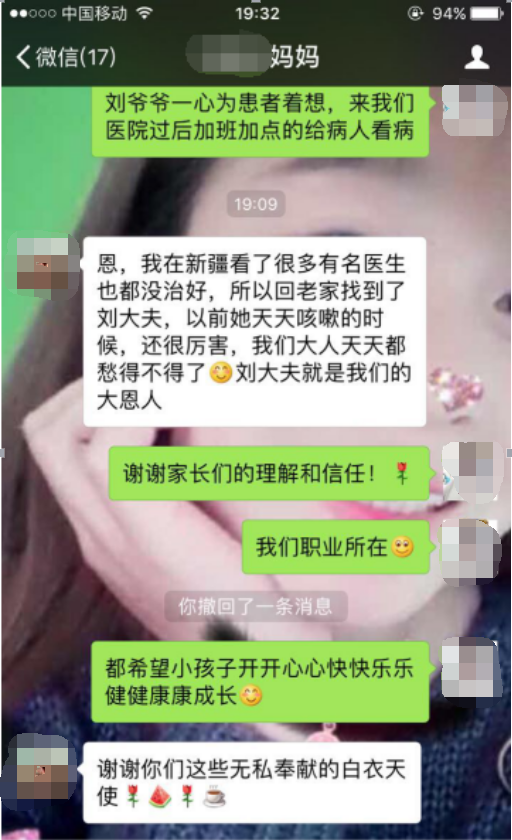 中国移动
19:32
94%
微信(17)
妈妈
刘爷爷一心为患者着想，来我们
医院过后加班加点的给病人看病
19:09
恩，我在新疆看了很多有名医生
也都没治好，所以回老家找到了
刘大夫，以前她天天咳嗽的时
候，还很厉害，我们大人天天都
愁得不得了😊刘大夫就是我们的
大恩人
谢谢家长们的理解和信任！🌹
我们职业所在😊
你撤回了一条消息
都希望小孩子开开心心快快乐乐
健健康康成长😊
谢谢你们这些无私奉献的白衣天
使🌹🍉🌹☕